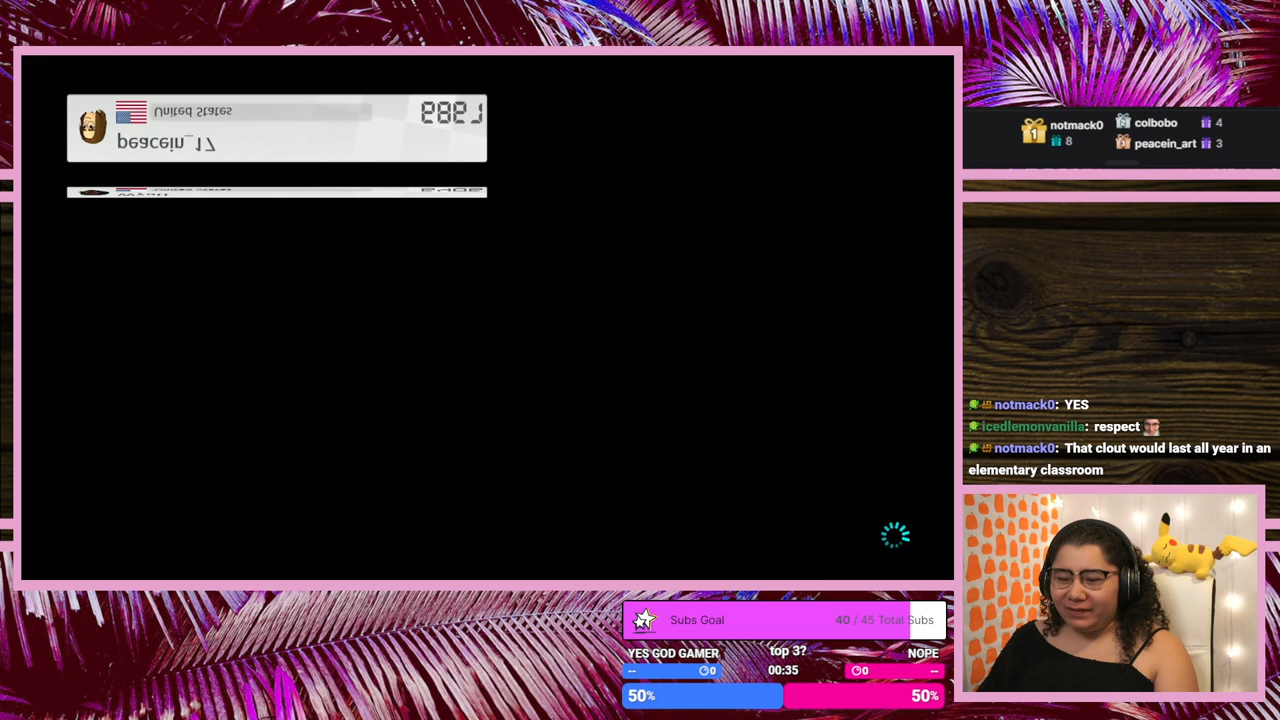 United States
peacein_17
notmack0
8
colbobo
4
peacein_art
3
notmack0: YES
icedlemonvanilla: respect
notmack0: That clout would last all year in an
elementary classroom
Subs Goal
40 / 45 Total Subs
YES GOD GAMER
top 3?
NOPE
--
0
00:35
0
--
50%
50%